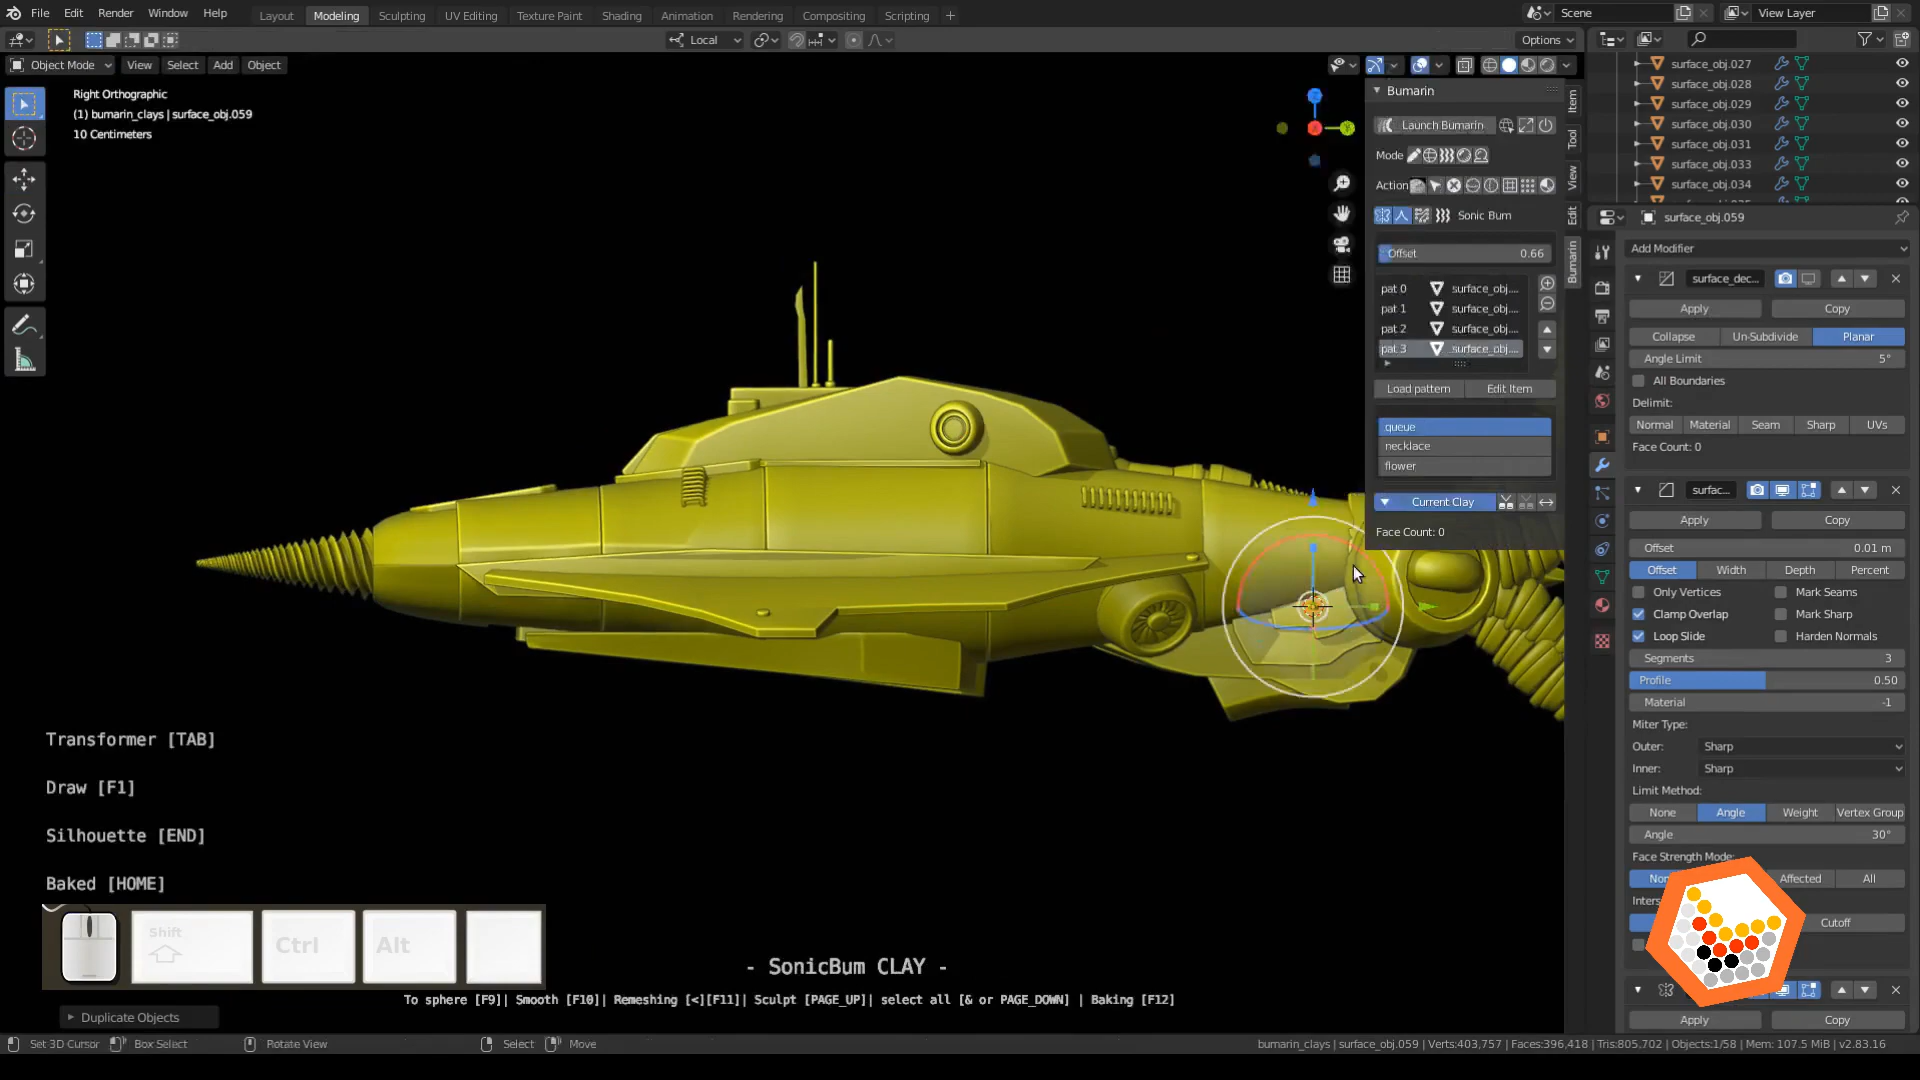 File Edit Render Window Help
Layout Modeling Sculpting UV Editing Texture Paint Shading Animation Rendering Compositing Scripting +
Scene
View Layer
Local
Options
Object Mode View Select Add Object
Right Orthographic
(1) bumarin_clays | surface_obj.059
10 Centimeters
Bumarin
Launch Bumarin
Mode
Action
Sonic Bum
Offset 0.66
pat 0 surface_obj....
pat 1 surface_obj....
pat 2 surface_obj....
pat 3 surface_obj....
Load pattern Edit Item
queue
necklace
flower
Current Clay
Face Count: 0
Item
Tool
View
Edit
Bumarin
surface_obj.027
surface_obj.028
surface_obj.029
surface_obj.030
surface_obj.031
surface_obj.033
surface_obj.034
surface_obj.059
Add Modifier
surface_dec...
Apply Copy
Collapse Un-Subdivide Planar
Angle Limit 5°
All Boundaries
Delimit:
Normal Material Seam Sharp UVs
Face Count: 0
surfac...
Apply Copy
Offset 0.01 m
Offset Width Depth Percent
Only Vertices Mark Seams
Clamp Overlap Mark Sharp
Loop Slide Harden Normals
Segments 3
Profile 0.50
Material -1
Miter Type:
Outer: Sharp
Inner: Sharp
Limit Method:
None Angle Weight Vertex Group
Angle 30°
Face Strength Mode:
Affected All
Cutoff
Apply Copy
Transformer [TAB]
Draw [F1]
Silhouette [END]
Baked [HOME]
Shift
Ctrl
Alt
- SonicBum CLAY -
To sphere [F9]| Smooth [F10]| Remeshing [<][F11]| Sculpt [PAGE_UP]| select all [& or PAGE_DOWN] | Baking [F12]
Duplicate Objects
Set 3D Cursor Box Select Rotate View Select Move
bumarin_clays | surface_obj.059 | Verts:403,757 | Faces:396,418 | Tris:805,702 | Objects:1/58 | Mem: 107.5 MiB | v2.83.16